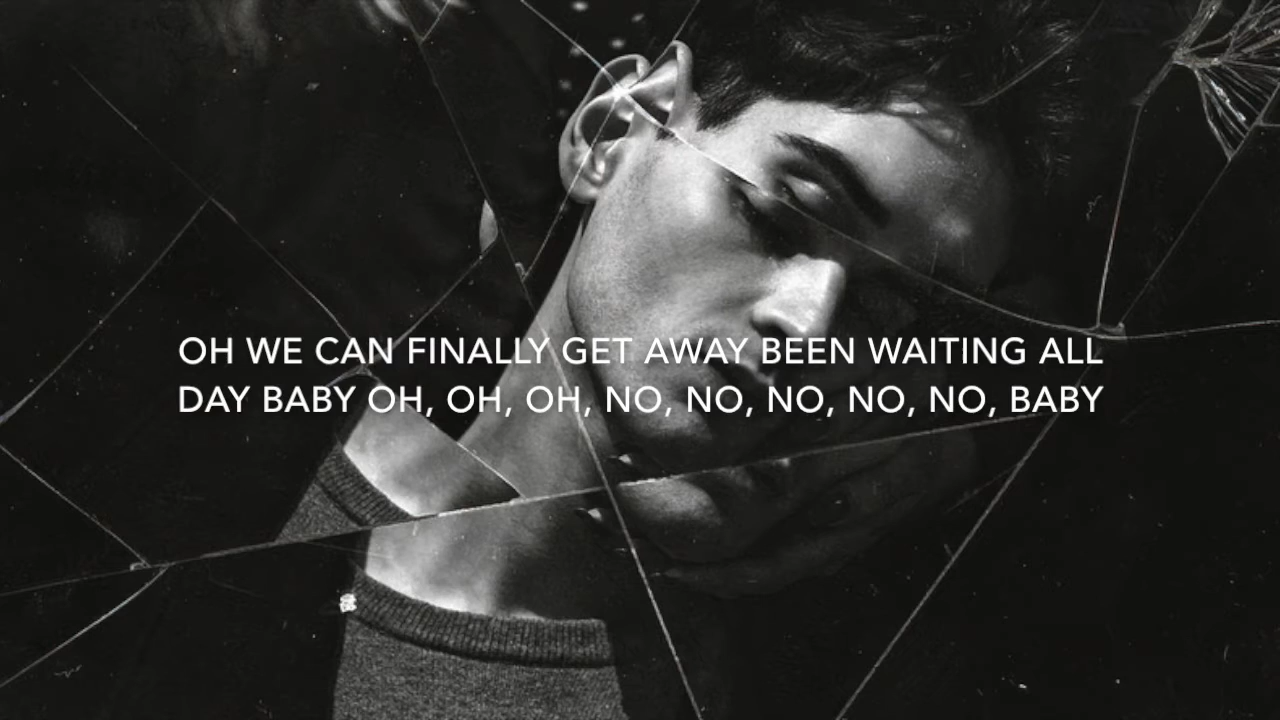 OH WE CAN FINALLY GET AWAY BEEN WAITING ALL
DAY BABY OH, OH, OH, NO, NO, NO, NO, NO, BABY